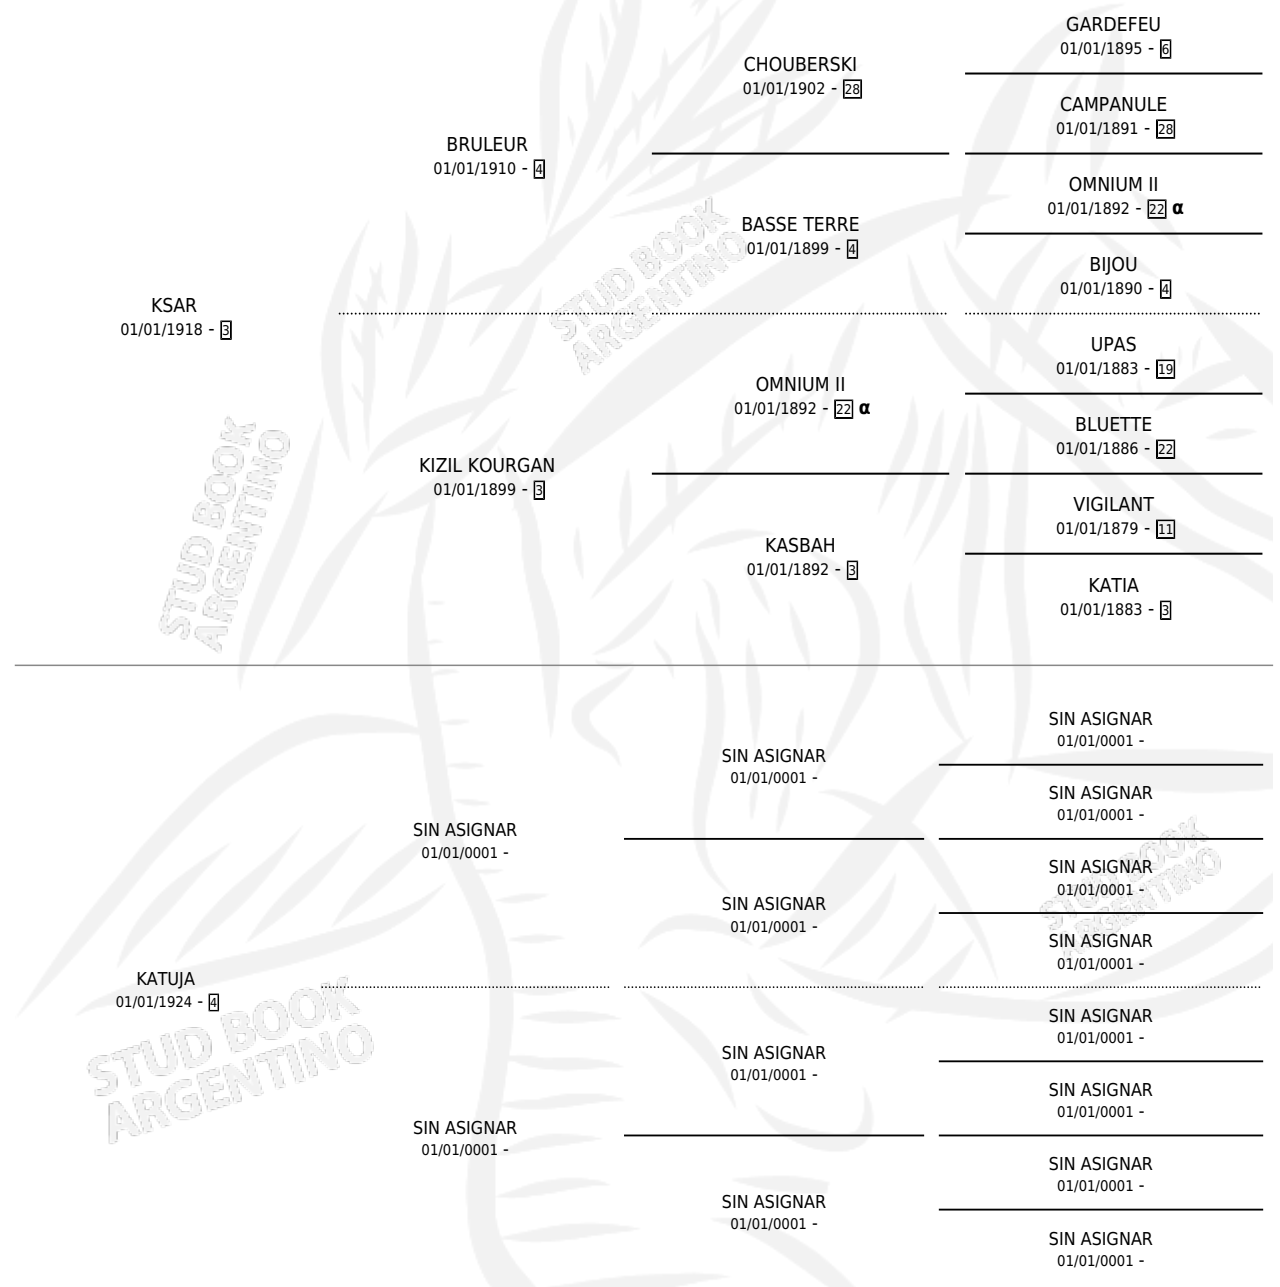 GARDEFEU
01/01/1895 - 6
CHOUBERSKI
01/01/1902 - 28
CAMPANULE
01/01/1891 - 28
BRULEUR
01/01/1910 - 4
OMNIUM II
01/01/1892 - 22 α
BASSE TERRE
01/01/1899 - 4
BIJOU
01/01/1890 - 4
KSAR
01/01/1918 - 3
UPAS
01/01/1883 - 19
OMNIUM II
01/01/1892 - 22 α
BLUETTE
01/01/1886 - 22
KIZIL KOURGAN
01/01/1899 - 3
VIGILANT
01/01/1879 - 11
KASBAH
01/01/1892 - 3
KATIA
01/01/1883 - 3
STUD BOOK
ARGENTINO
STUD BOOK
ARGENTINO
SIN ASIGNAR
01/01/0001 -
SIN ASIGNAR
01/01/0001 -
SIN ASIGNAR
01/01/0001 -
SIN ASIGNAR
01/01/0001 -
SIN ASIGNAR
01/01/0001 -
SIN ASIGNAR
01/01/0001 -
SIN ASIGNAR
01/01/0001 -
KATUJA
01/01/1924 - 4
SIN ASIGNAR
01/01/0001 -
SIN ASIGNAR
01/01/0001 -
SIN ASIGNAR
01/01/0001 -
SIN ASIGNAR
01/01/0001 -
SIN ASIGNAR
01/01/0001 -
SIN ASIGNAR
01/01/0001 -
SIN ASIGNAR
01/01/0001 -
STUD BOOK
ARGENTINO
STUD BOOK
ARGENTINO